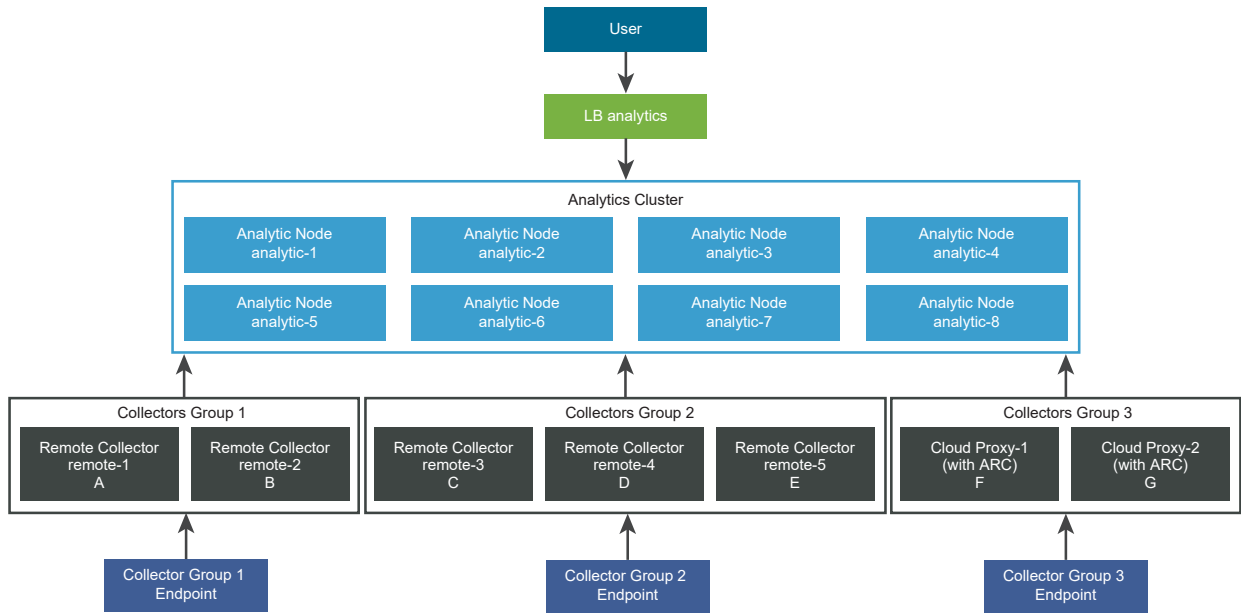 User
LB analytics
Analytics Cluster
Analytic Node
analytic-1
Analytic Node
analytic-2
Analytic Node
analytic-3
Analytic Node
analytic-4
Analytic Node
analytic-5
Analytic Node
analytic-6
Analytic Node
analytic-7
Analytic Node
analytic-8
Collectors Group 1
Remote Collector
remote-1
A
Remote Collector
remote-2
B
Collectors Group 2
Remote Collector
remote-3
C
Remote Collector
remote-4
D
Remote Collector
remote-5
E
Collectors Group 3
Cloud Proxy-1
(with ARC)
F
Cloud Proxy-2
(with ARC)
G
Collector Group 1
Endpoint
Collector Group 2
Endpoint
Collector Group 3
Endpoint